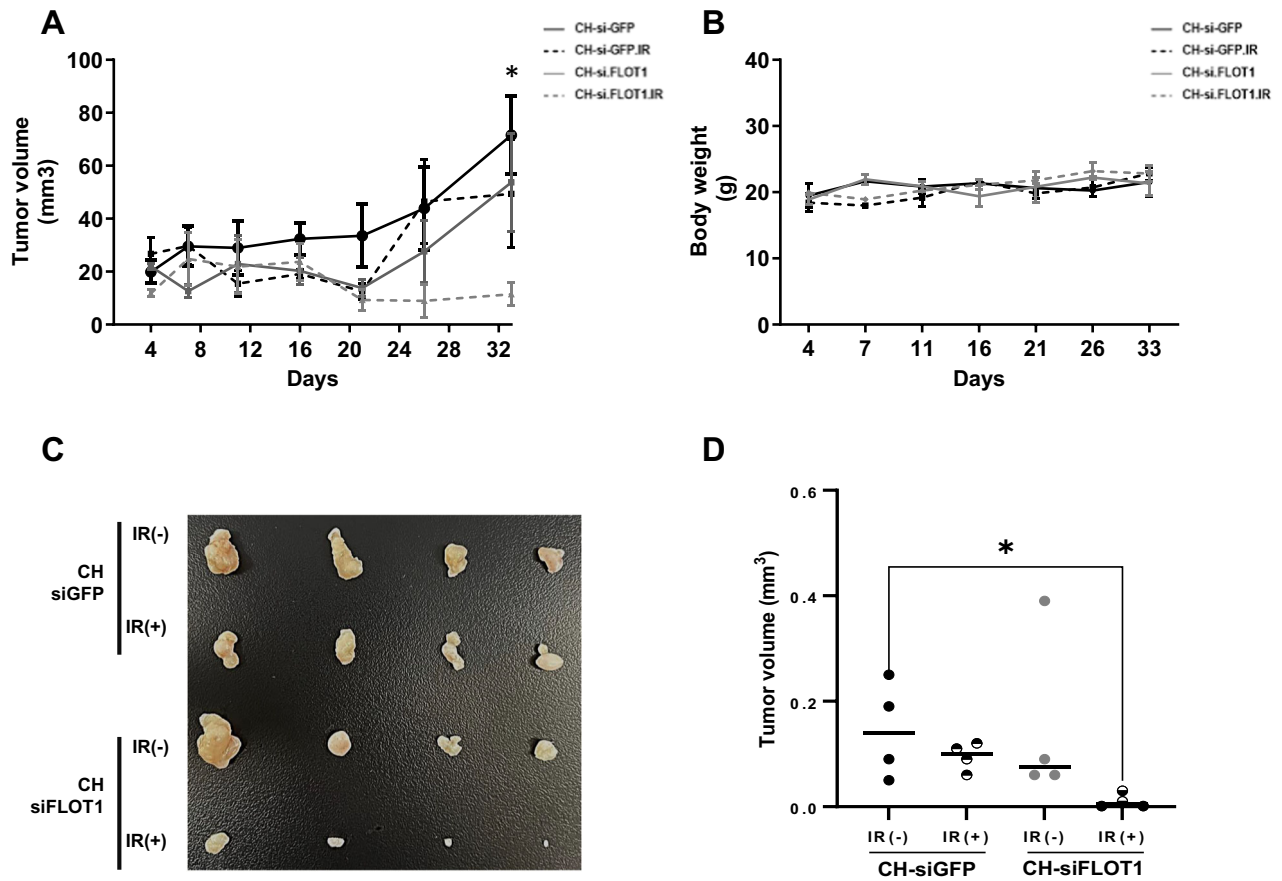 A
CH-si-GFP
CH-si-GFP.IR
CH-si.FLOT1
CH-si.FLOT1.IR
100
80
60
40
20
0
*
Tumor volume
(mm3)
4 8 12 16 20 24 28 32
Days
B
CH-si-GFP
CH-si-GFP.IR
CH-si.FLOT1
CH-si.FLOT1.IR
40
30
20
10
0
Body weight
(g)
4 7 11 16 21 26 33
Days
C
IR(-)
CH
siGFP
IR(+)
IR(-)
CH
siFLOT1
IR(+)
D
0.6
0.4
0.2
0.0
*
Tumor volume (mm³)
IR(-) IR(+) IR(-) IR(+)
CH-siGFP CH-siFLOT1